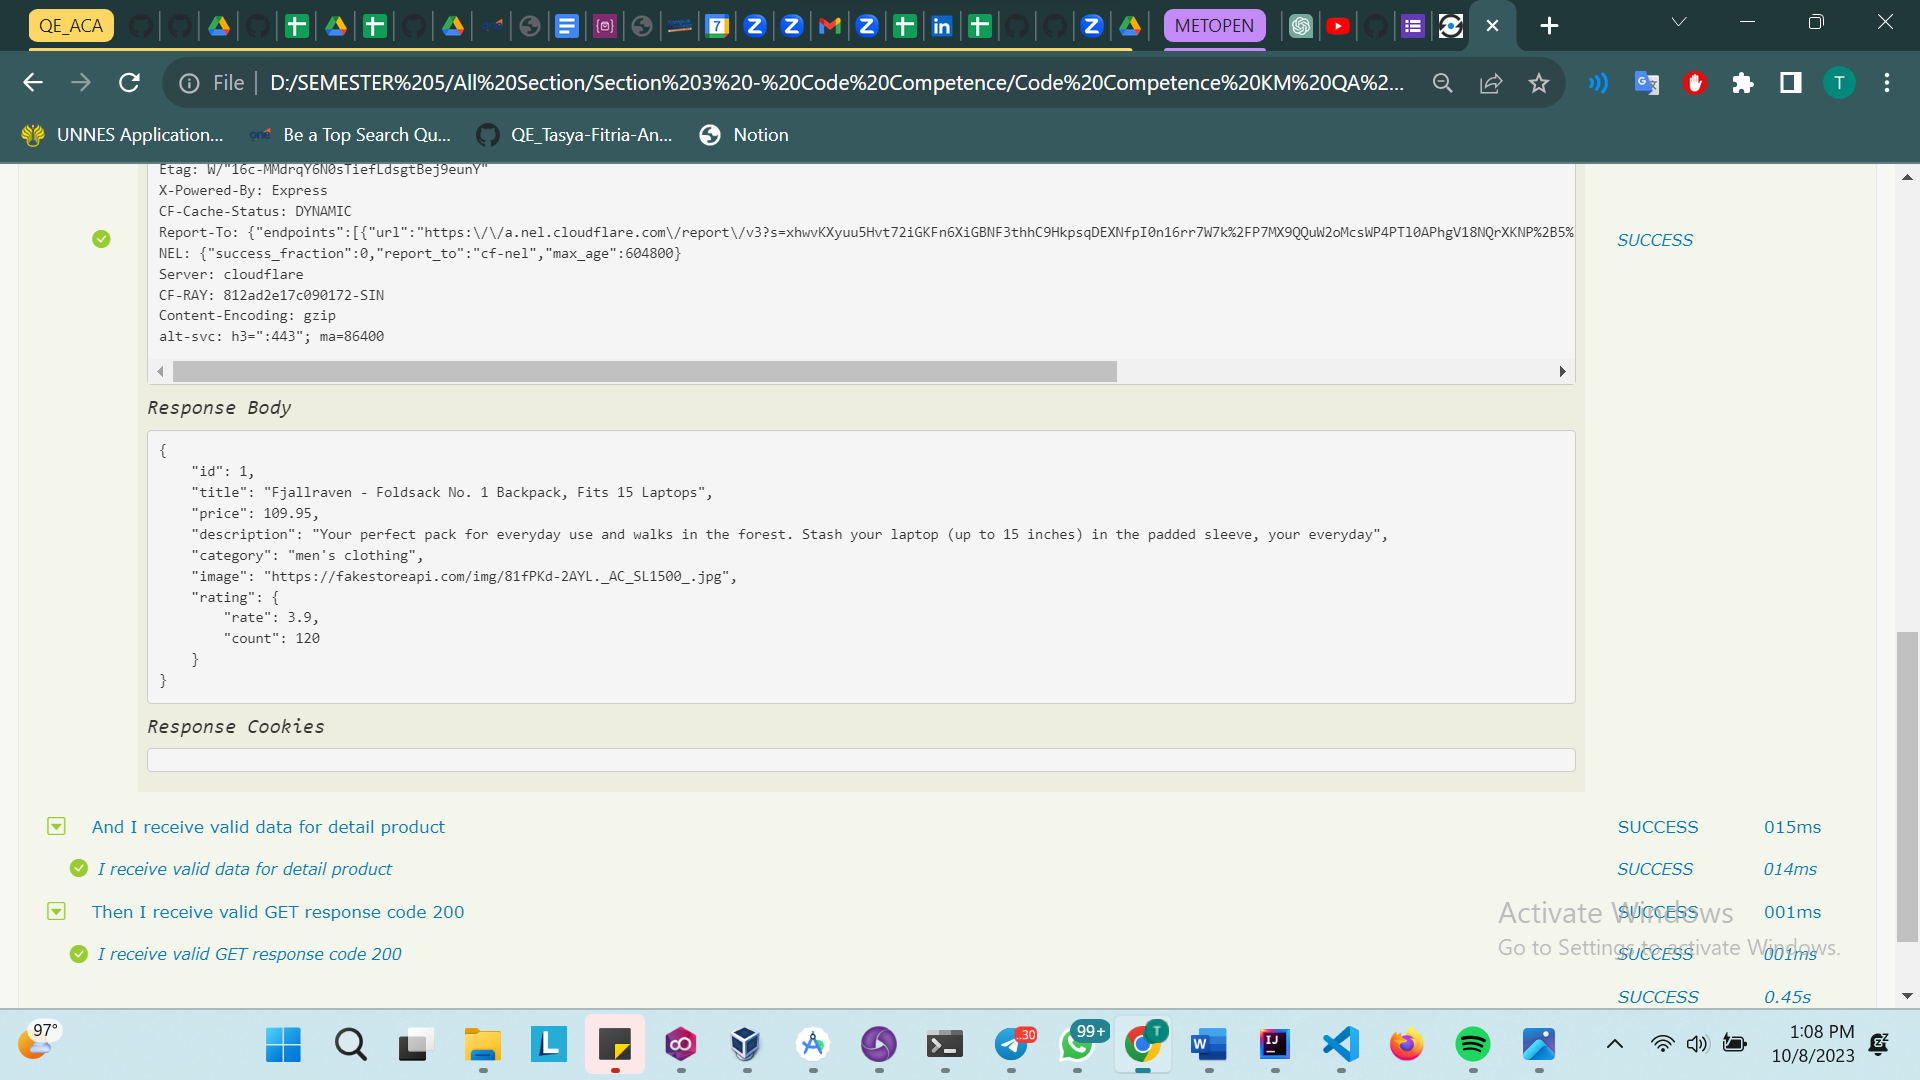 QE_ACA
METOPEN
File
D:/SEMESTER%205/All%20Section/Section%203%20-%20Code%20Competence/Code%20Competence%20KM%20QA%2...
T
UNNES Application...
Be a Top Search Qu...
QE_Tasya-Fitria-An...
Notion
Etag: W/"16c-MMdrqY6N0sTiefLdsgtBej9eunY"
X-Powered-By: Express
CF-Cache-Status: DYNAMIC
Report-To: {"endpoints":[{"url":"https:\/\/a.nel.cloudflare.com\/report\/v3?s=xhwvKXyuu5Hvt72iGKFn6XiGBNF3thhC9HkpsqDEXNfpI0n16rr7W7k%2FP7MX9QQuW2oMcsWP4PTl0APhgV18NQrXKNP%2B5%
SUCCESS
NEL: {"success_fraction":0,"report_to":"cf-nel","max_age":604800}
Server: cloudflare
CF-RAY: 812ad2e17c090172-SIN
Content-Encoding: gzip
alt-svc: h3=":443"; ma=86400
Response Body
{
"id": 1,
"title": "Fjallraven - Foldsack No. 1 Backpack, Fits 15 Laptops",
"price": 109.95,
"description": "Your perfect pack for everyday use and walks in the forest. Stash your laptop (up to 15 inches) in the padded sleeve, your everyday",
"category": "men's clothing",
"image": "https://fakestoreapi.com/img/81fPKd-2AYL._AC_SL1500_.jpg",
"rating": {
"rate": 3.9,
"count": 120
}
}
Response Cookies
And I receive valid data for detail product SUCCESS 015ms
I receive valid data for detail product SUCCESS 014ms
Then I receive valid GET response code 200 SUCCESS 001ms
I receive valid GET response code 200 SUCCESS 001ms
Activate Windows
Go to Settings to activate Windows.
SUCCESS 0.45s
97°
.30
99+
T
1:08 PM
10/8/2023